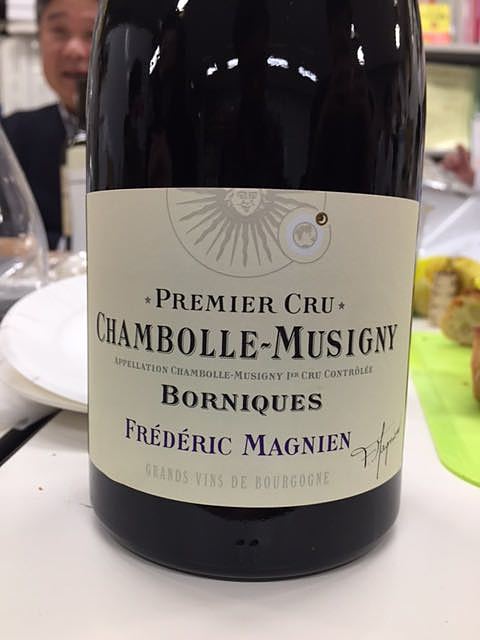 PREMIER CRU
CHAMBOLLE-MUSIGNY
APPELLATION CHAMBOLLE-MUSIGNY 1ER CRU CONTRÔLÉE
BORNIQUES
FRÉDÉRIC MAGNIEN
GRANDS VINS DE BOURGOGNE